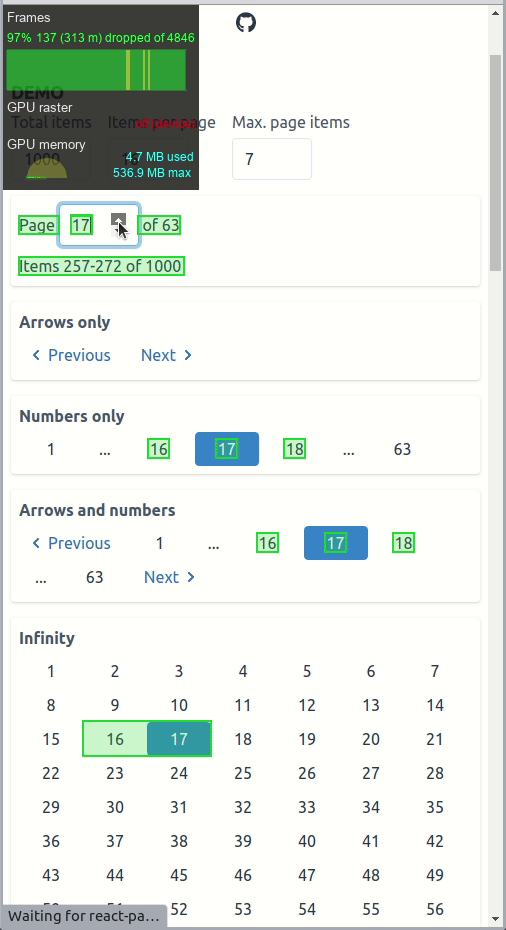 Frames
97% 137 (313 m) dropped of 4846
DEMO
GPU raster
Total items Items per page Max. page items
GPU memory
4.7 MB used
536.9 MB max
1000 7
Page 17 of 63
Items 257-272 of 1000
Arrows only
Previous Next
Numbers only
1 ... 16 17 18 ... 63
Arrows and numbers
Previous 1 ... 16 17 18
... 63 Next
Infinity
1 2 3 4 5 6 7
8 9 10 11 12 13 14
15 16 17 18 19 20 21
22 23 24 25 26 27 28
29 30 31 32 33 34 35
36 37 38 39 40 41 42
43 44 45 46 47 48 49
52 53 54 55 56
Waiting for react-pa...